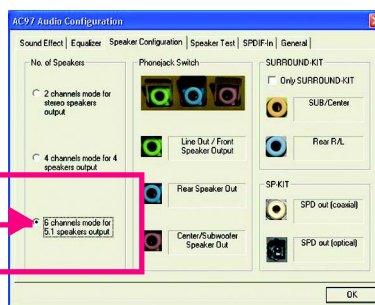 AC97 Audio Configuration
Sound Effect
Equalizer
Speaker Configuration
Speaker Test
SPDIF-In
General
No. of Speakers
2 channels mode for
stereo speakers
output
4 channels mode for 4
speakers output
6 channels mode for
5.1 speakers output
Phonejack Switch
Line Out / Front
Speaker Output
Rear Speaker Out
Center/Subwoofer
Speaker Out
SURROUND-KIT
Only SURROUND-KIT
SUB/Center
Rear R/L
SP-KIT
SPD out (coaxial)
SPD out (optical)
OK